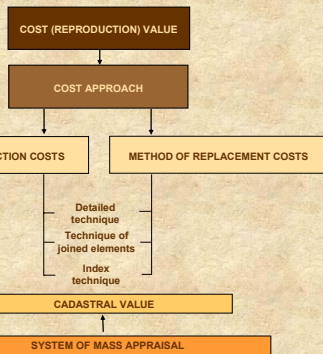 COST (REPRODUCTION) VALUE
COST APPROACH
CTION COSTS
METHOD OF REPLACEMENT COSTS
Detailed
technique
Technique of
joined elements
Index
technique
CADASTRAL VALUE
SYSTEM OF MASS APPRAISAL